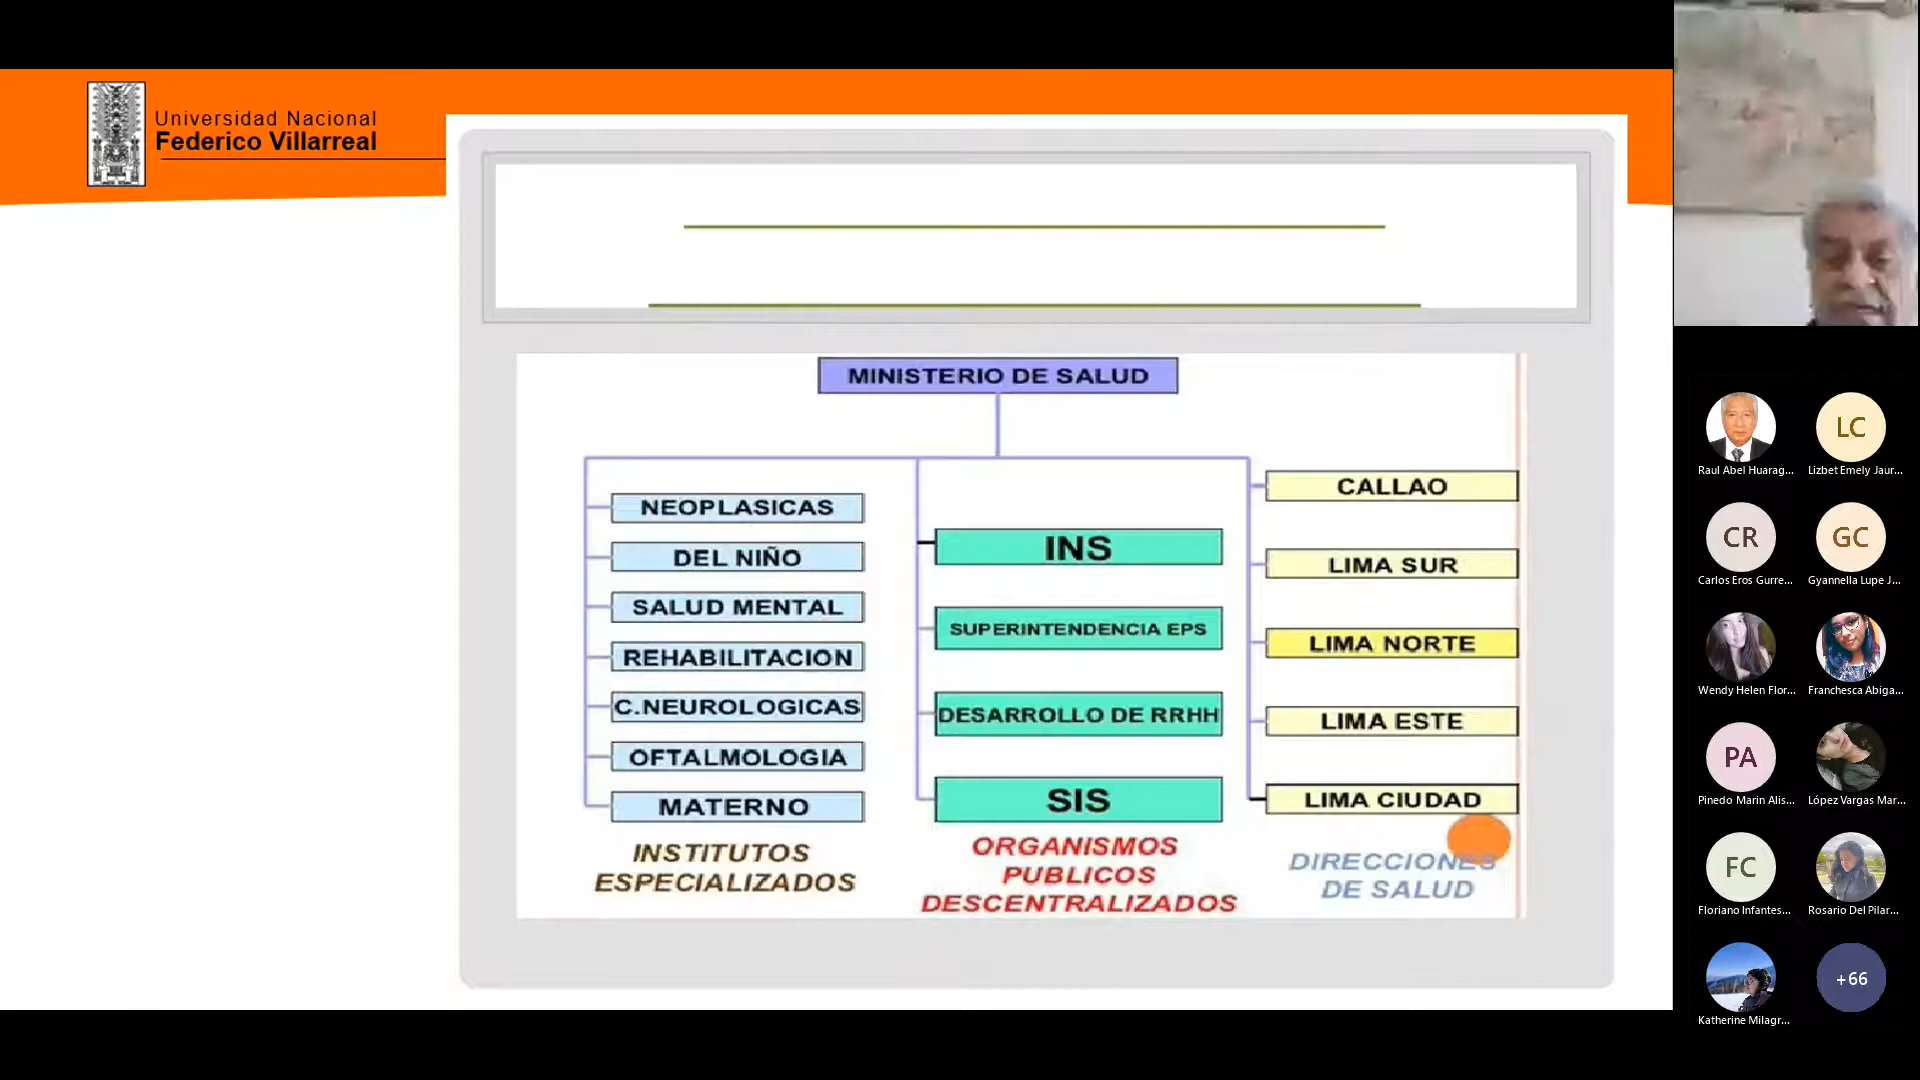 Universidad Nacional
Federico Villarreal
MINISTERIO DE SALUD
NEOPLASICAS
DEL NIÑO
SALUD MENTAL
REHABILITACION
C.NEUROLOGICAS
OFTALMOLOGIA
MATERNO
INSTITUTOS
ESPECIALIZADOS
INS
SUPERINTENDENCIA EPS
DESARROLLO DE RRHH
SIS
ORGANISMOS
PUBLICOS
DESCENTRALIZADOS
CALLAO
LIMA SUR
LIMA NORTE
LIMA ESTE
LIMA CIUDAD
DIRECCIONES
DE SALUD
Raul Abel Huarag...
LC
Lizbet Emely Jaur...
CR
Carlos Eros Gurre...
GC
Gyannella Lupe J...
Wendy Helen Flor...
Franchesca Abiga...
PA
Pinedo Marin Alis...
López Vargas Mar...
FC
Floriano Infantes...
Rosario Del Pilar...
Katherine Milagr...
+66